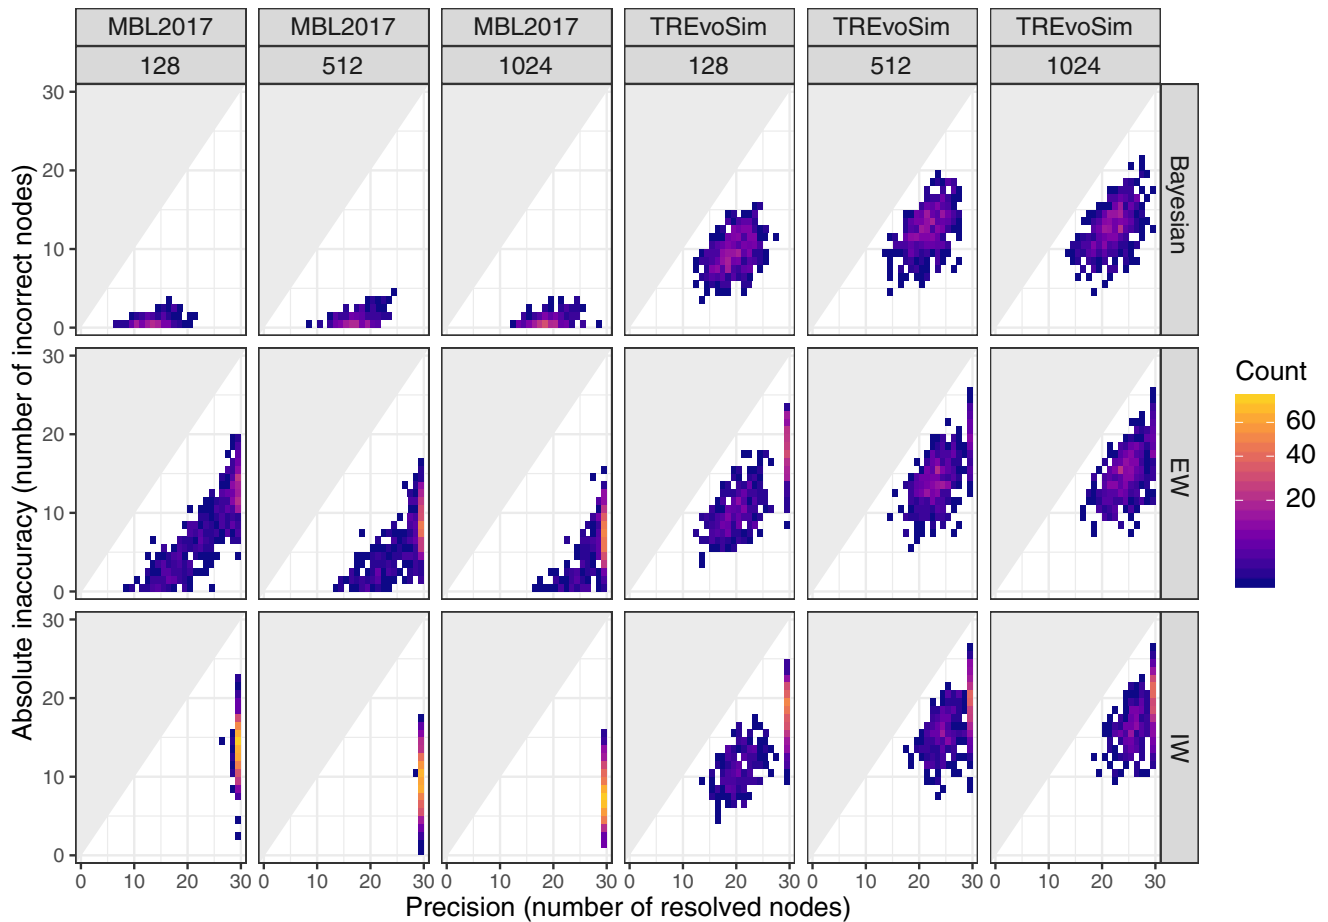 MBL2017 MBL2017 MBL2017 TREvoSim TREvoSim TREvoSim
128 512 1024 128 512 1024
Absolute inaccuracy (number of incorrect nodes)
30
20
10
0
Bayesian
30
20
10
0
EW
30
20
10
0
IW
0 10 20 30 0 10 20 30 0 10 20 30 0 10 20 30 0 10 20 30 0 10 20 30
Precision (number of resolved nodes)
Count
60
40
20